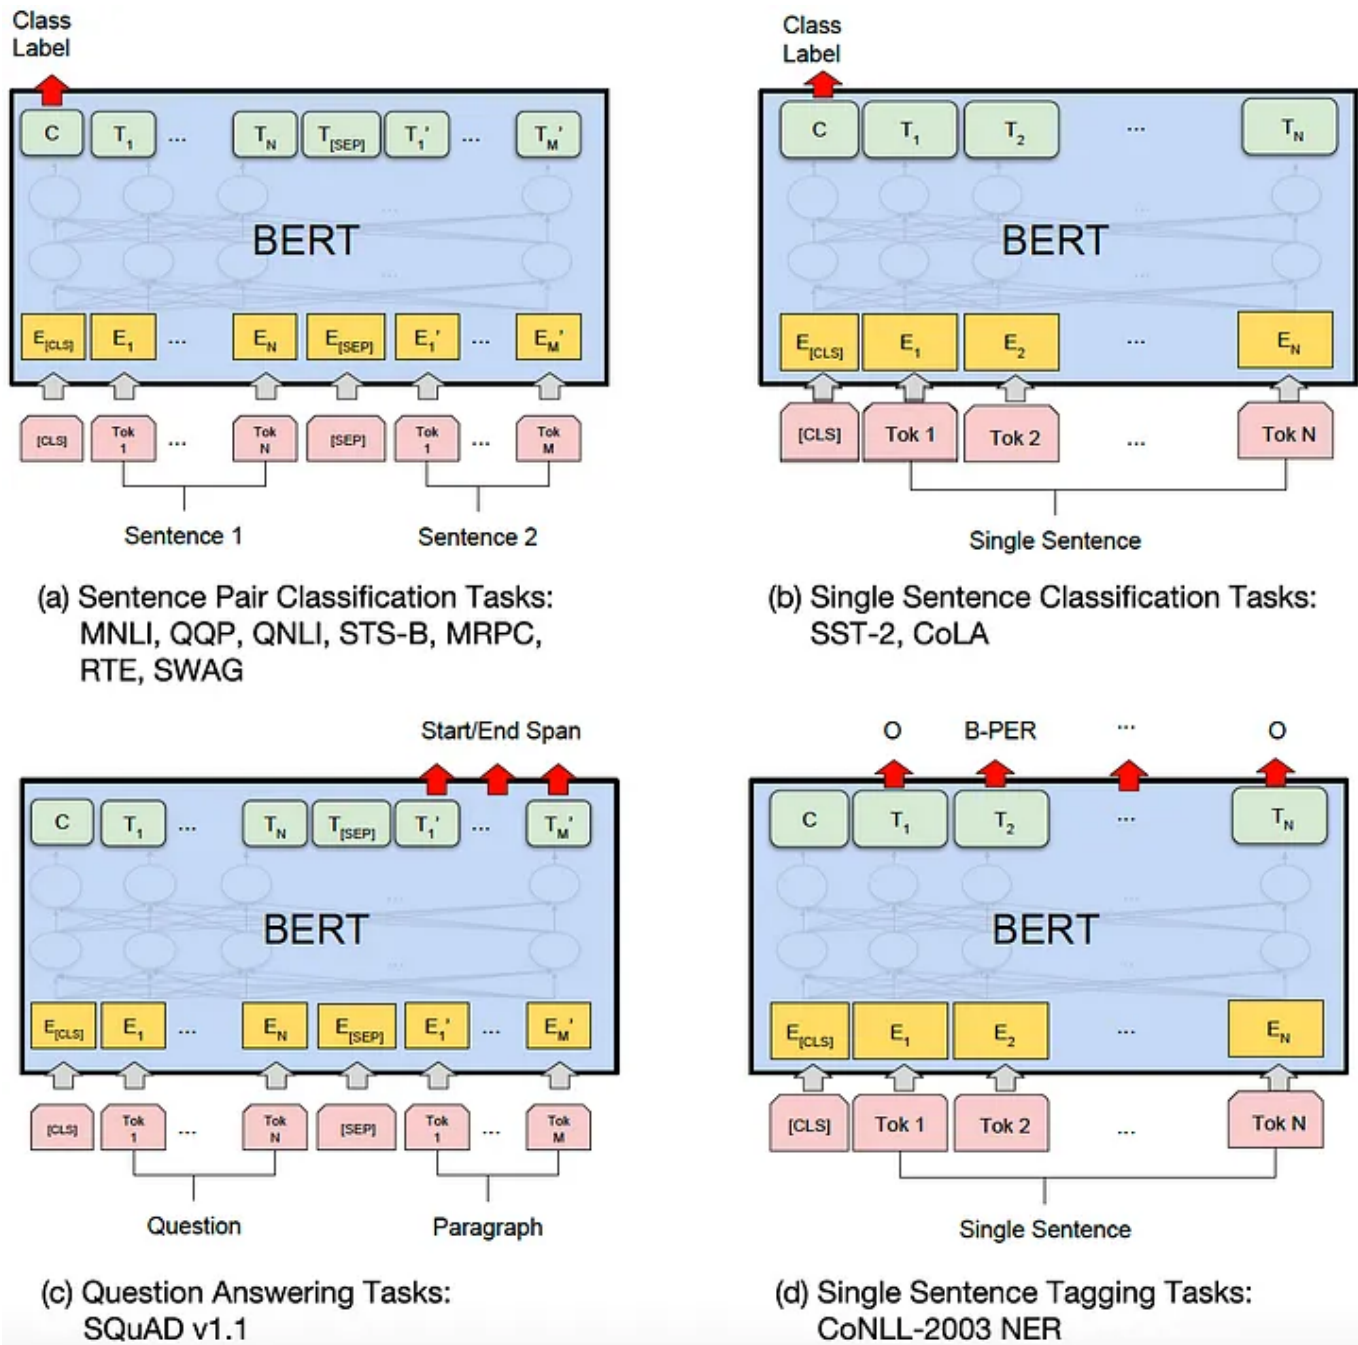 Class
Label
C T1 ... TN T[SEP] T1' ... TM'
...
BERT
...
E[CLS] E1 ... EN E[SEP] E1' ... EM'
[CLS] Tok 1 ... Tok N [SEP] Tok 1 ... Tok M
Sentence 1 Sentence 2
(a) Sentence Pair Classification Tasks:
MNLI, QQP, QNLI, STS-B, MRPC,
RTE, SWAG
Class
Label
C T1 T2 ... TN
...
BERT
...
E[CLS] E1 E2 ... EN
[CLS] Tok 1 Tok 2 ... Tok N
Single Sentence
(b) Single Sentence Classification Tasks:
SST-2, CoLA
Start/End Span
C T1 ... TN T[SEP] T1' ... TM'
...
BERT
...
E[CLS] E1 ... EN E[SEP] E1' ... EM'
[CLS] Tok 1 ... Tok N [SEP] Tok 1 ... Tok M
Question Paragraph
(c) Question Answering Tasks:
SQuAD v1.1
O B-PER ... O
C T1 T2 ... TN
...
BERT
...
E[CLS] E1 E2 ... EN
[CLS] Tok 1 Tok 2 ... Tok N
Single Sentence
(d) Single Sentence Tagging Tasks:
CoNLL-2003 NER